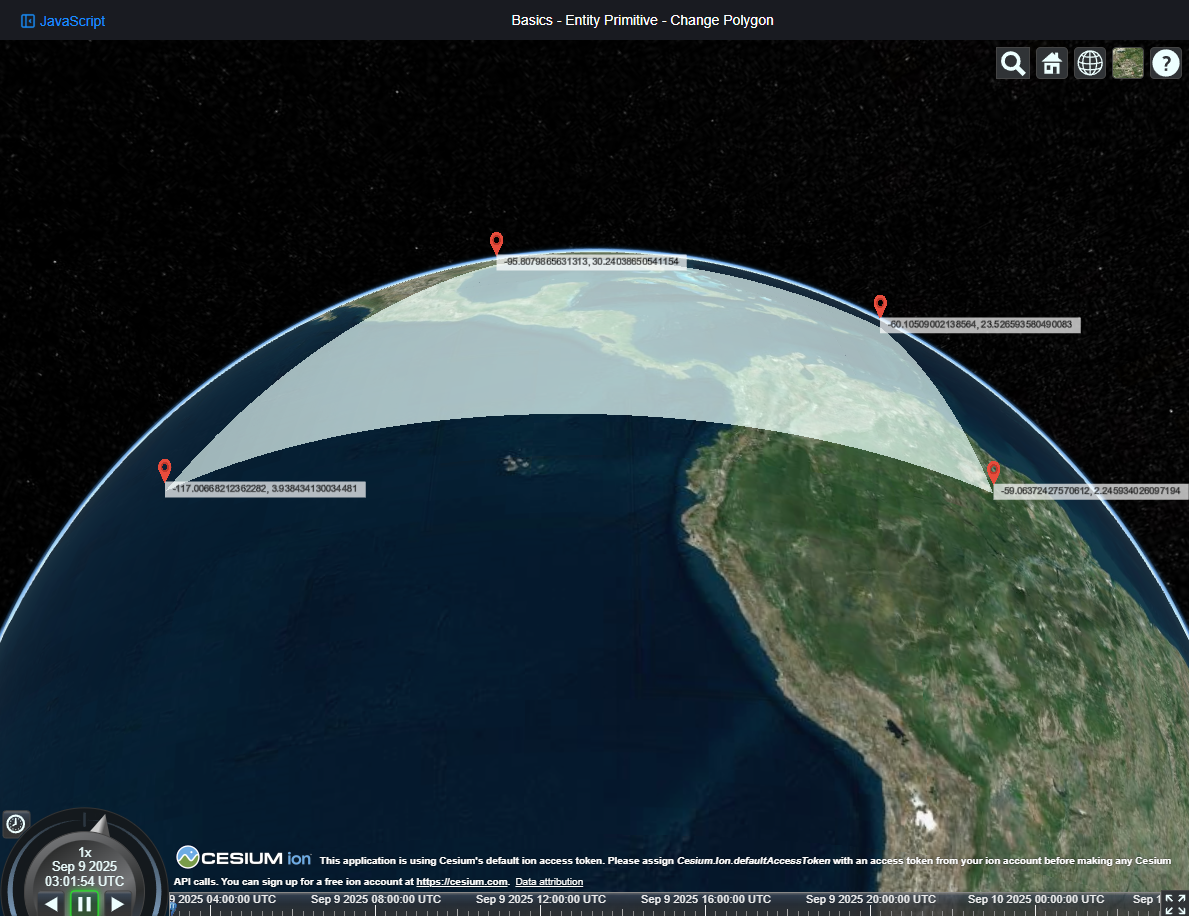 JavaScript
Basics - Entity Primitive - Change Polygon
?
-95.8079865631313, 30.24038650541154
-60.10509002138564, 23.526593580490083
-117.00668212362282, 3.938434130034481
-59.06372427570612, 2.245934026097194
1x
Sep 9 2025
03:01:54 UTC
CESIUM ion This application is using Cesium's default ion access token. Please assign Cesium.Ion.defaultAccessToken with an access token from your ion account before making any Cesium
API calls. You can sign up for a free ion account at https://cesium.com. Data attribution
9 2025 04:00:00 UTC Sep 9 2025 08:00:00 UTC Sep 9 2025 12:00:00 UTC Sep 9 2025 16:00:00 UTC Sep 9 2025 20:00:00 UTC Sep 10 2025 00:00:00 UTC Sep 1